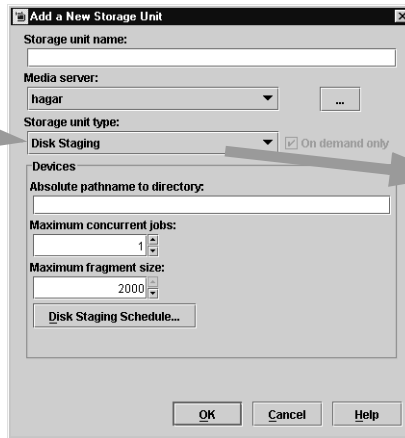 Add a New Storage Unit
Storage unit name:
Media server:
hagar
...
Storage unit type:
Disk Staging
On demand only
Devices
Absolute pathname to directory:
Maximum concurrent jobs:
1
Maximum fragment size:
2000
Disk Staging Schedule...
OK Cancel Help